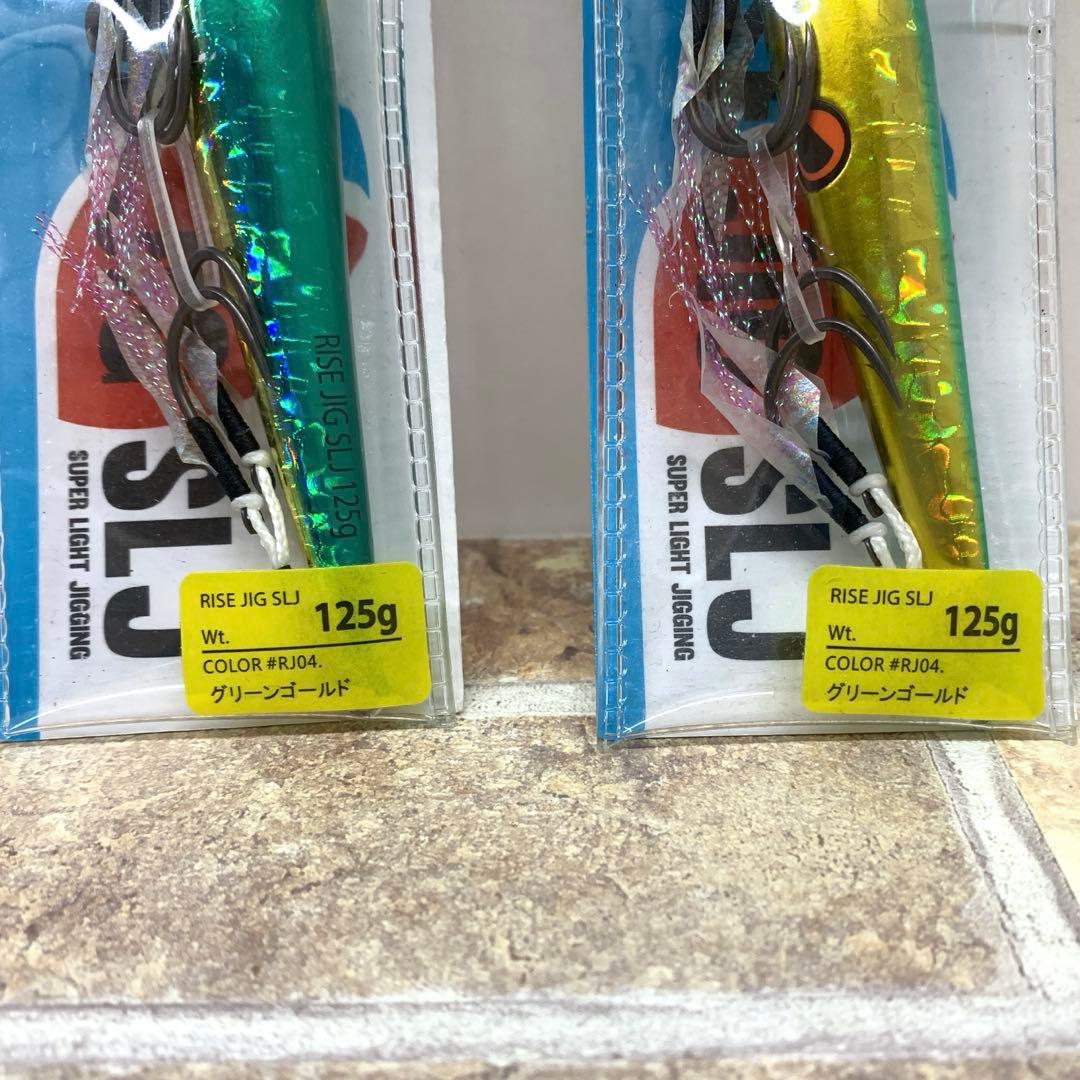 RISE JIG SLJ 125g
SLJ
SUPER LIGHT JIGGING
RISE JIG SLJ
Wt. 125g
COLOR #RJ04.
グリーンゴールド
SLJ
SUPER LIGHT JIGGING
RISE JIG SLJ
Wt. 125g
COLOR #RJ04.
グリーンゴールド